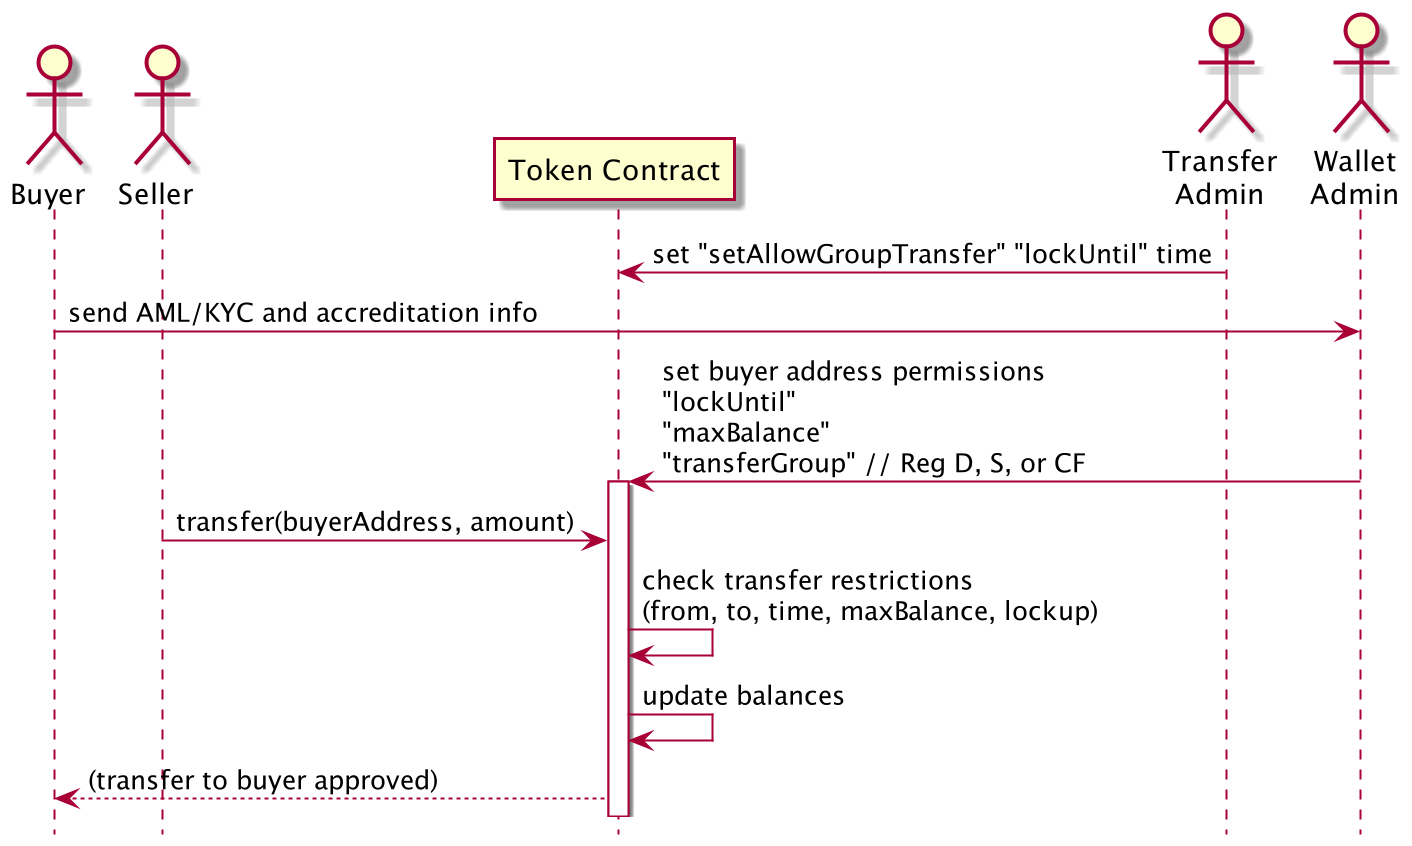 Buyer
Seller
Token Contract
Transfer
Admin
Wallet
Admin
set "setAllowGroupTransfer" "lockUntil" time
send AML/KYC and accreditation info
set buyer address permissions
"lockUntil"
"maxBalance"
"transferGroup" // Reg D, S, or CF
transfer(buyerAddress, amount)
check transfer restrictions
(from, to, time, maxBalance, lockup)
update balances
(transfer to buyer approved)